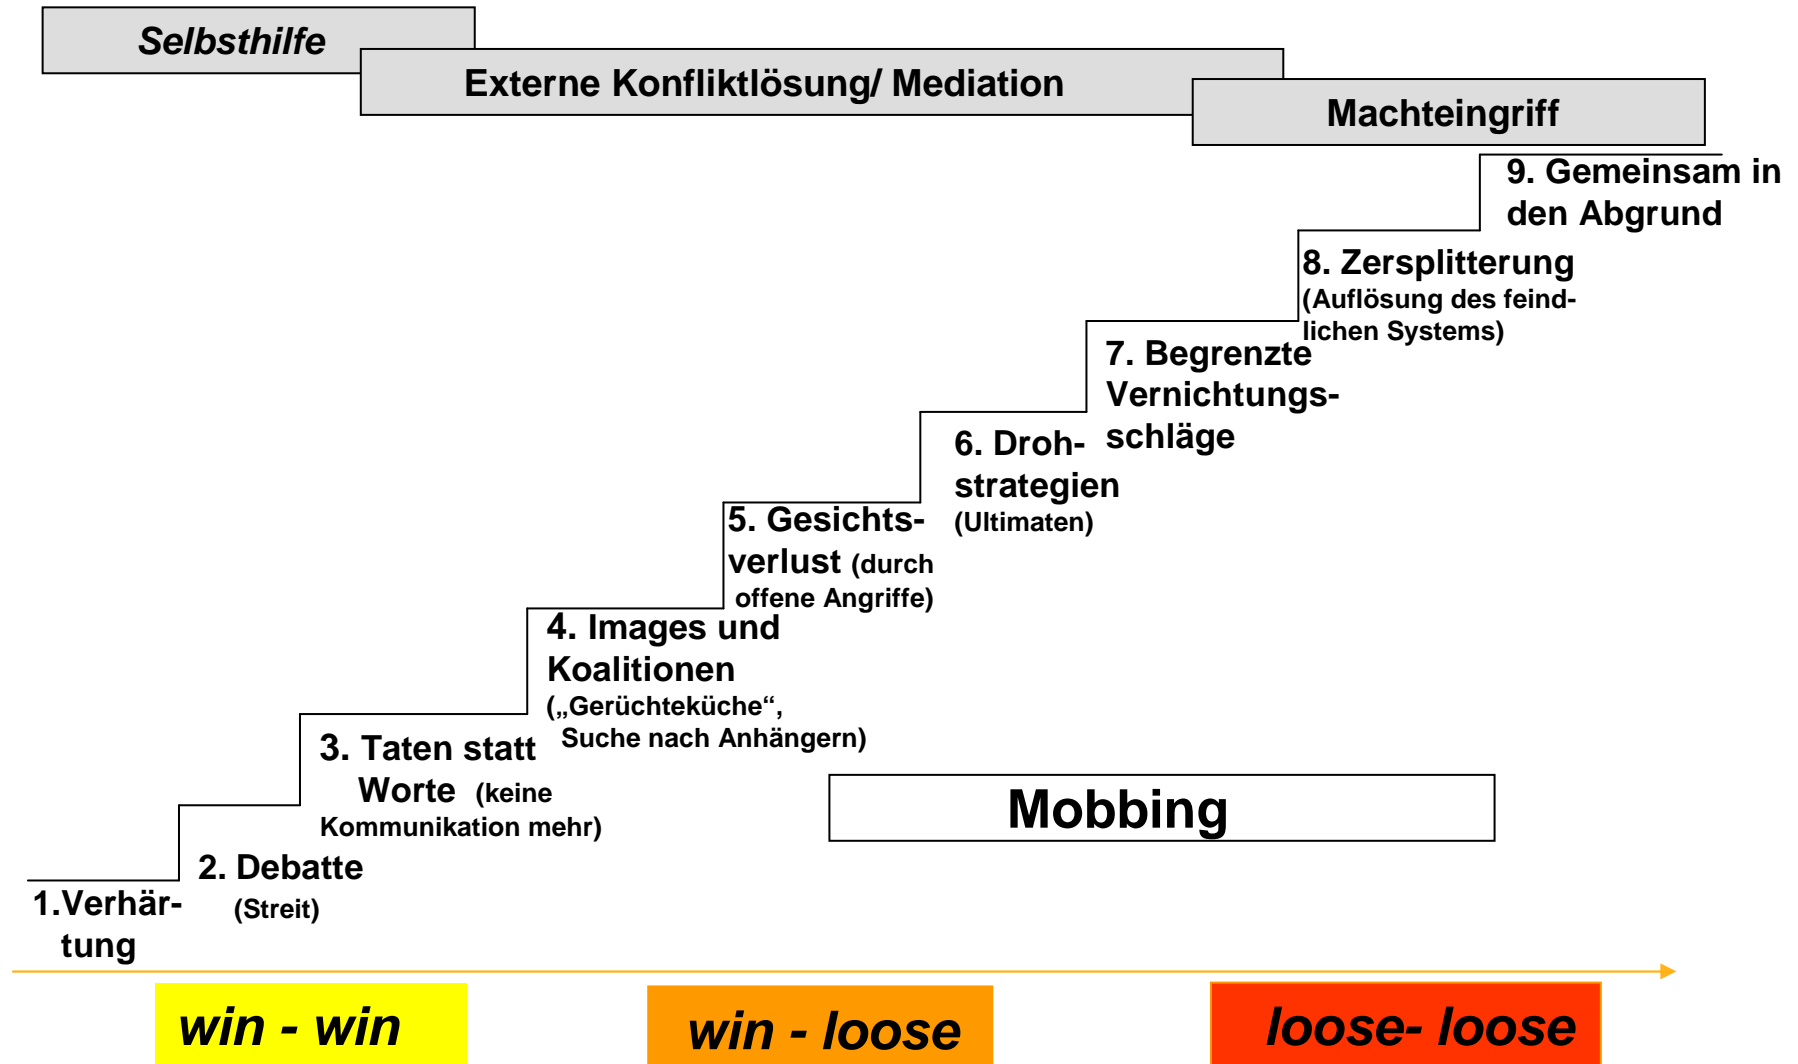 Selbsthilfe
Externe Konfliktlösung/ Mediation
Machteingriff
9. Gemeinsam in
den Abgrund
8. Zersplitterung
(Auflösung des feind-
lichen Systems)
7. Begrenzte
Vernichtungs-
schläge
6. Droh-
strategien
(Ultimaten)
5. Gesichts-
verlust (durch
offene Angriffe)
4. Images und
Koalitionen
(„Gerüchteküche“,
Suche nach Anhängern)
3. Taten statt
Worte (keine
Kommunikation mehr)
Mobbing
2. Debatte
(Streit)
1.Verhär-
tung
win - win
win - loose
loose- loose